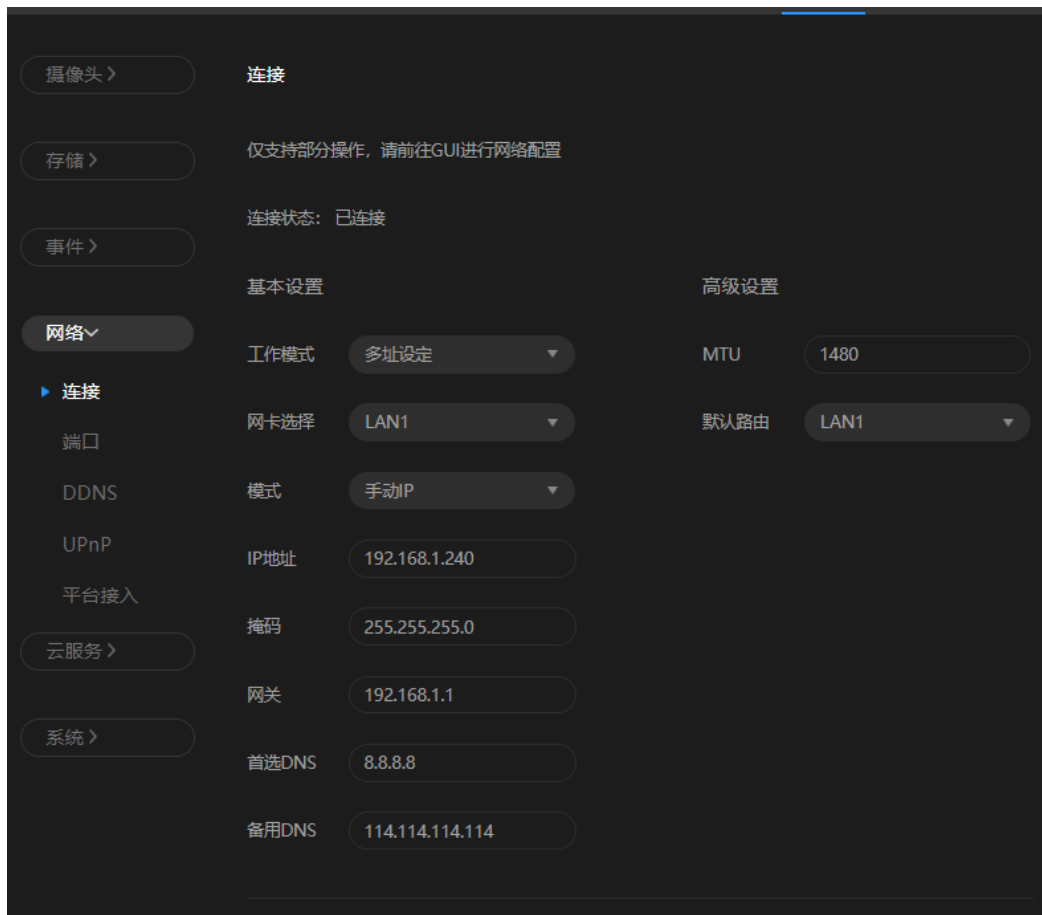 摄像头
存储
事件
网络
连接
端口
DDNS
UPnP
平台接入
云服务
系统
连接
仅支持部分操作，请前往GUI进行网络配置
连接状态： 已连接
基本设置
工作模式 多址设定
网卡选择 LAN1
模式 手动IP
IP地址 192.168.1.240
掩码 255.255.255.0
网关 192.168.1.1
首选DNS 8.8.8.8
备用DNS 114.114.114.114
高级设置
MTU 1480
默认路由 LAN1